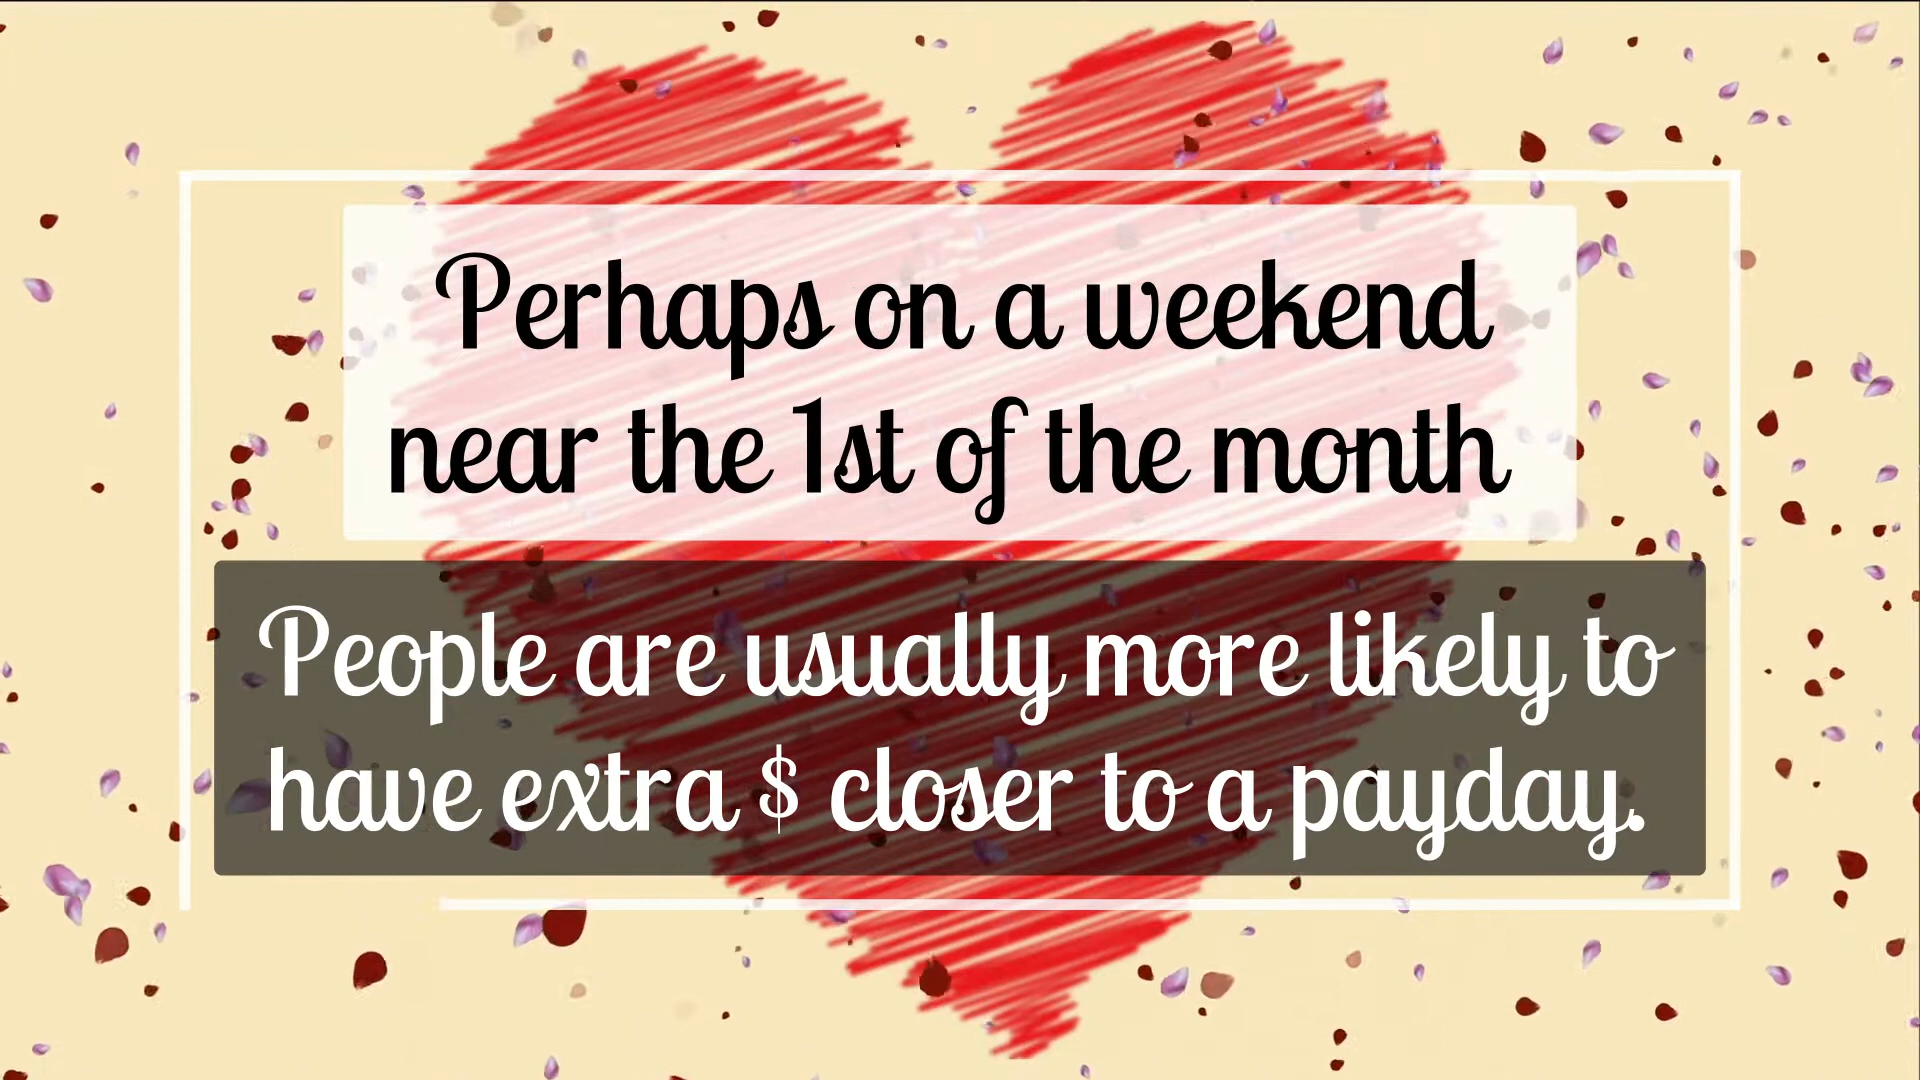 Perhaps on a weekend
near the 1st of the month
People are usually more likely to
have extra $ closer to a payday.